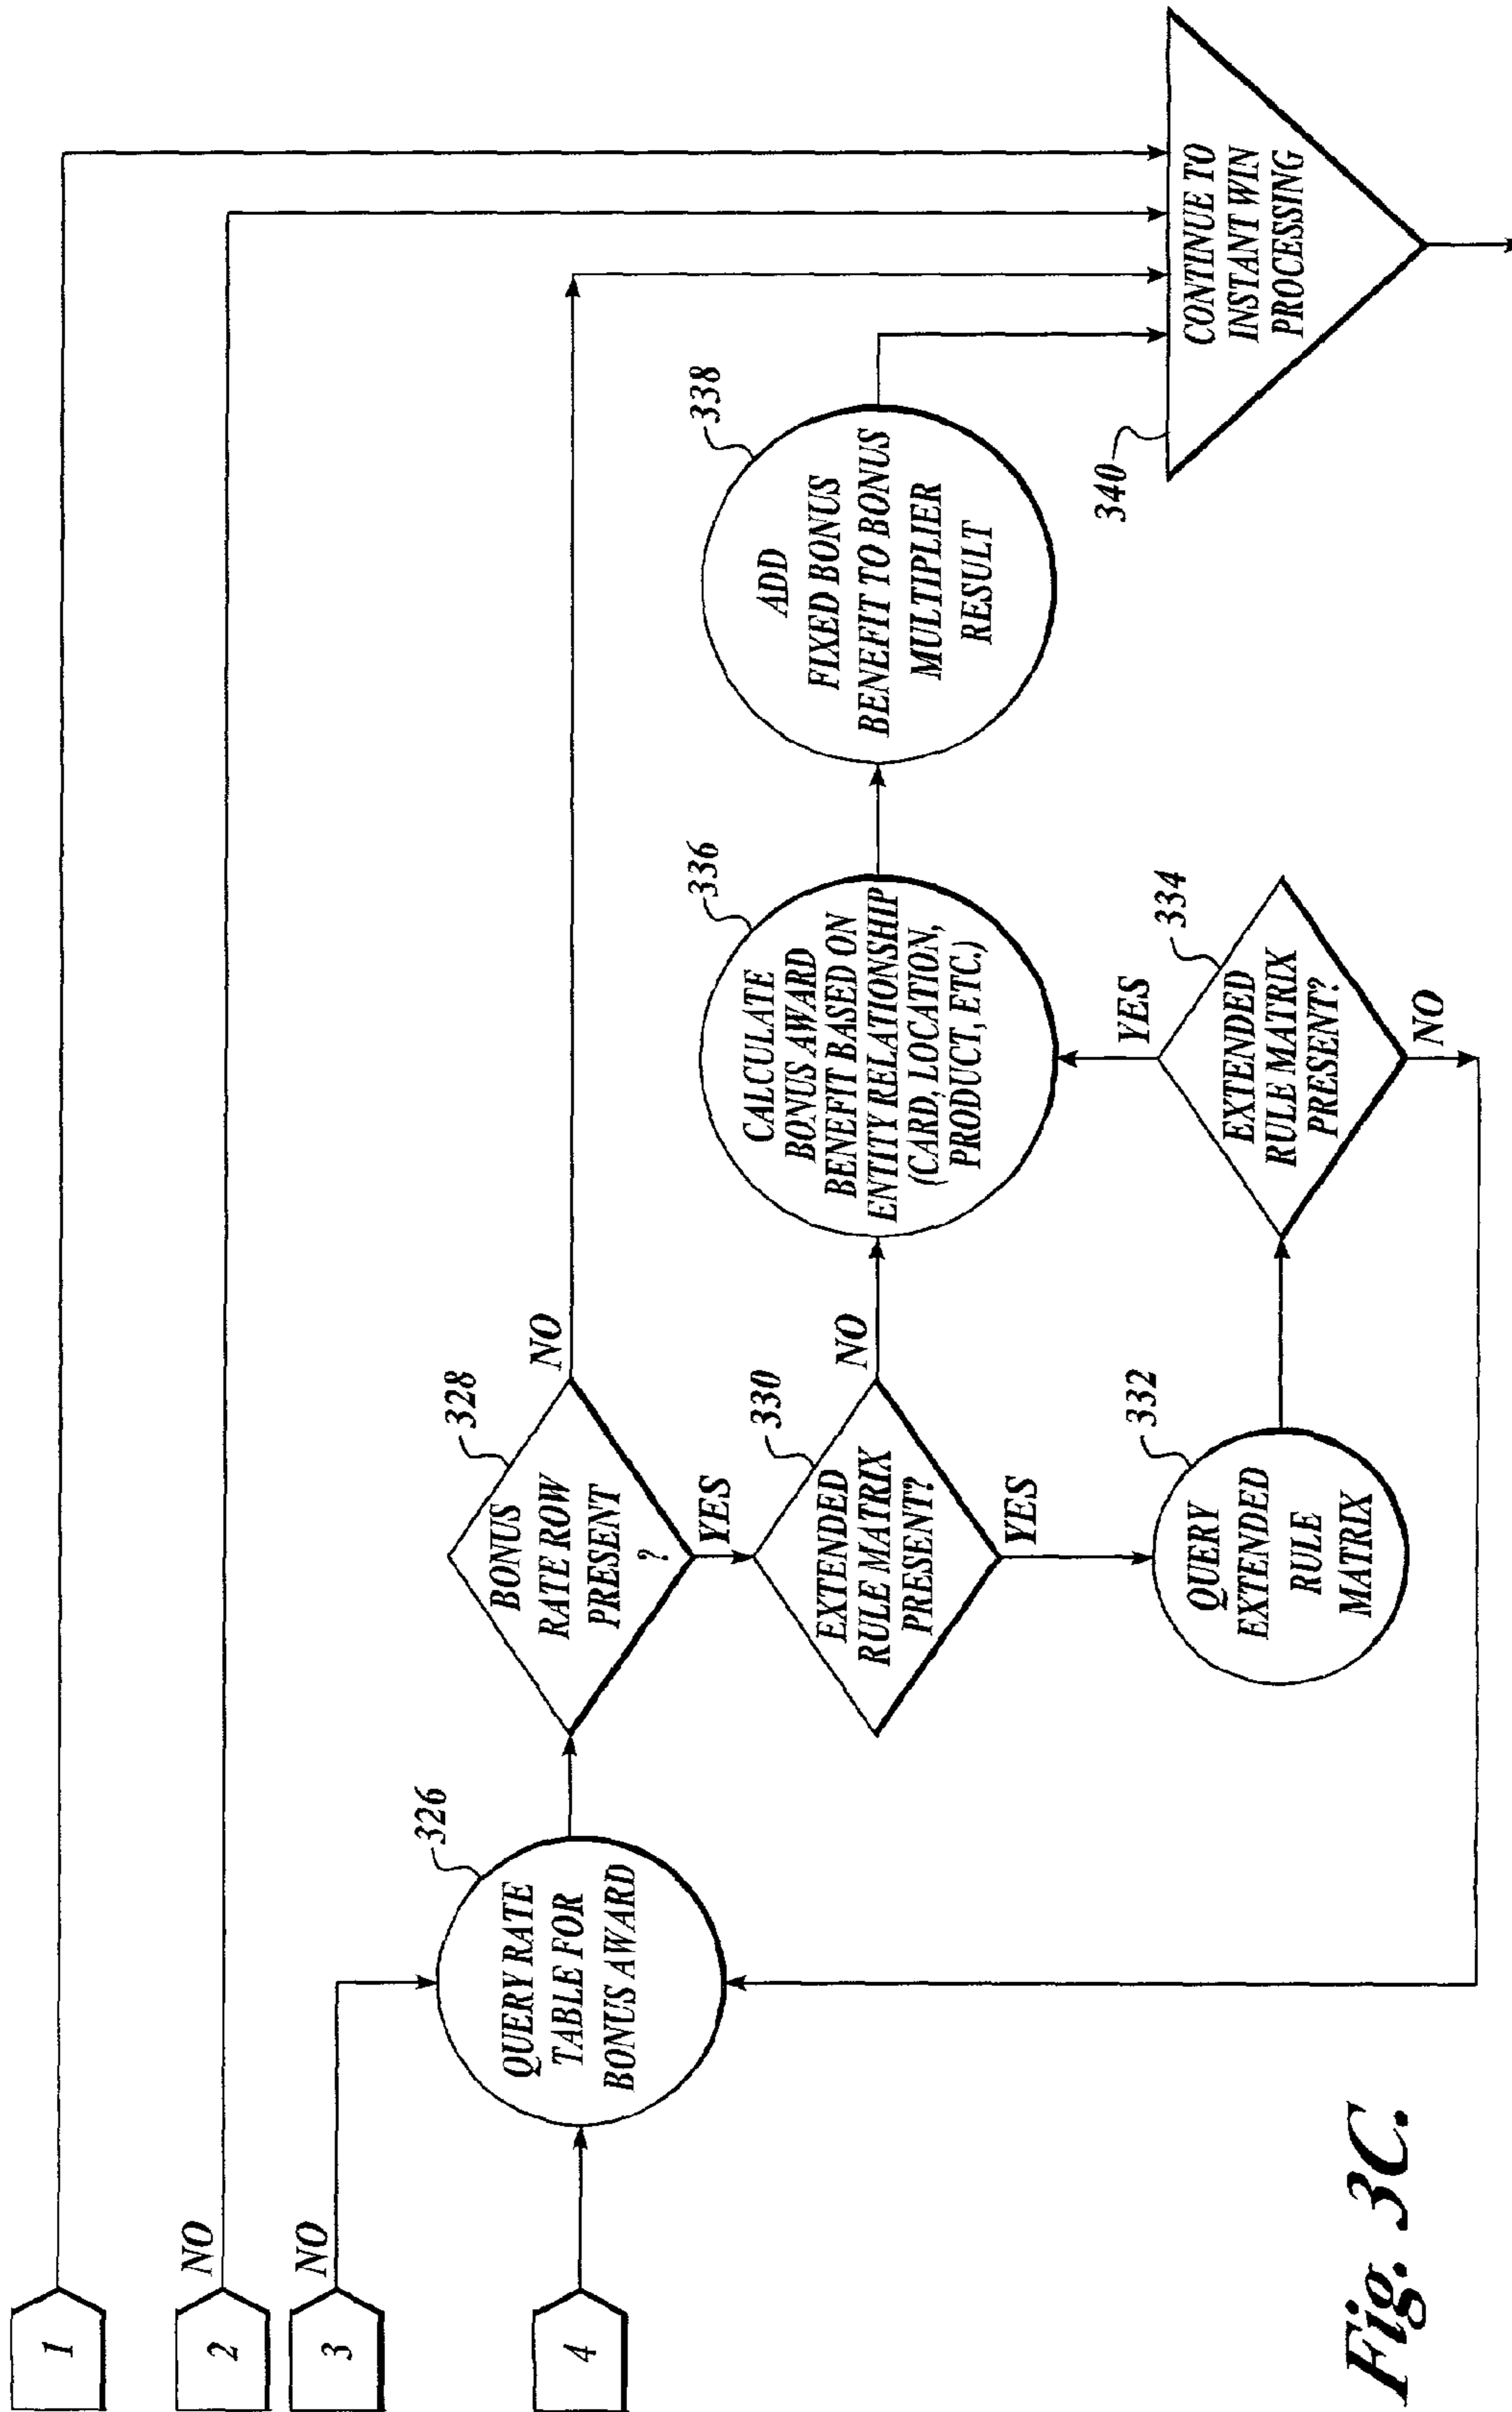 1
NO
2
NO
3
4
326
QUERY RATE
TABLE FOR
BONUS AWARD
328
BONUS
RATE ROW
PRESENT
?
NO
YES
330
EXTENDED
RULE MATRIX
PRESENT?
NO
YES
332
QUERY
EXTENDED
RULE
MATRIX
334
EXTENDED
RULE MATRIX
PRESENT?
YES
NO
336
CALCULATE
BONUS AWARD
BENEFIT BASED ON
ENTITY RELATIONSHIP
(CARD, LOCATION,
PRODUCT, ETC.)
338
ADD
FIXED BONUS
BENEFIT TO BONUS
MULTIPLIER
RESULT
340
CONTINUE TO
INSTANT WIN
PROCESSING
Fig. 3C.